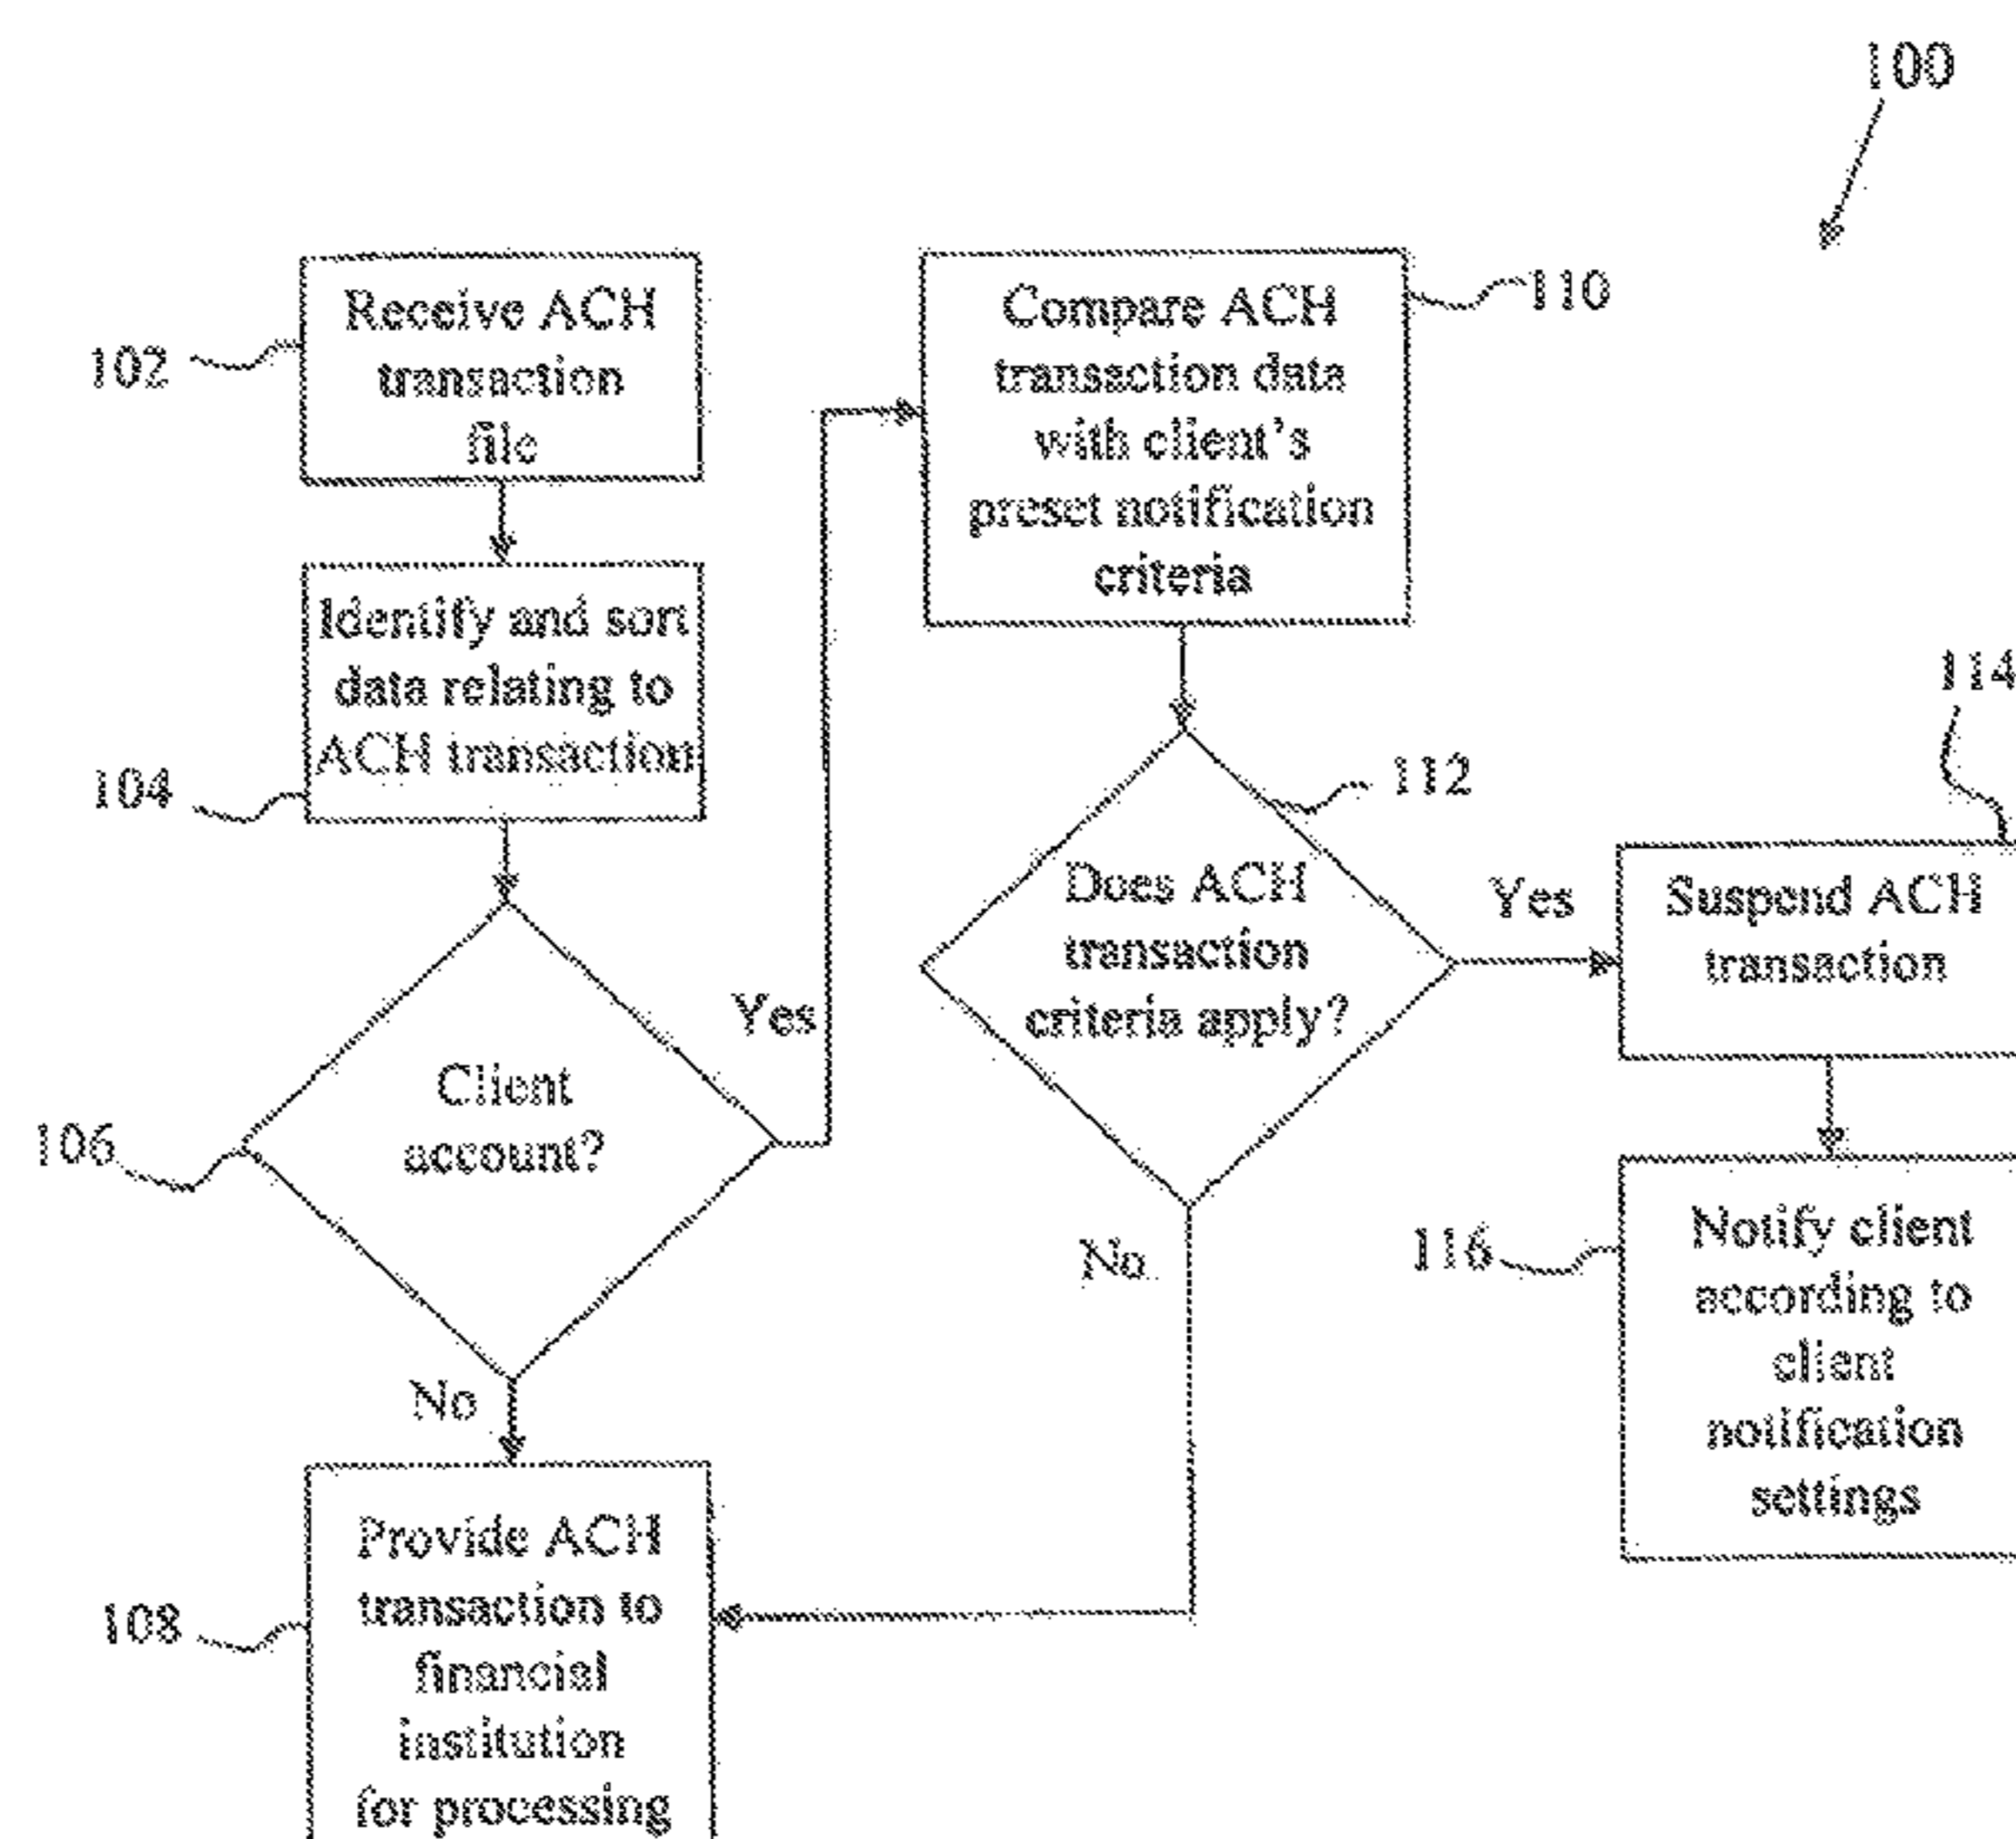 100
Receive ACH
transaction
file
102
Identify and sort
data relating to
ACH transaction
104
Client
account?
106
Yes
No
Provide ACH
transaction to
financial
institution
for processing
108
Compare ACH
transaction data
with client's
preset notification
criteria
110
Does ACH
transaction
criteria apply?
112
Yes
No
Suspend ACH
transaction
114
Notify client
according to
client
notification
settings
116